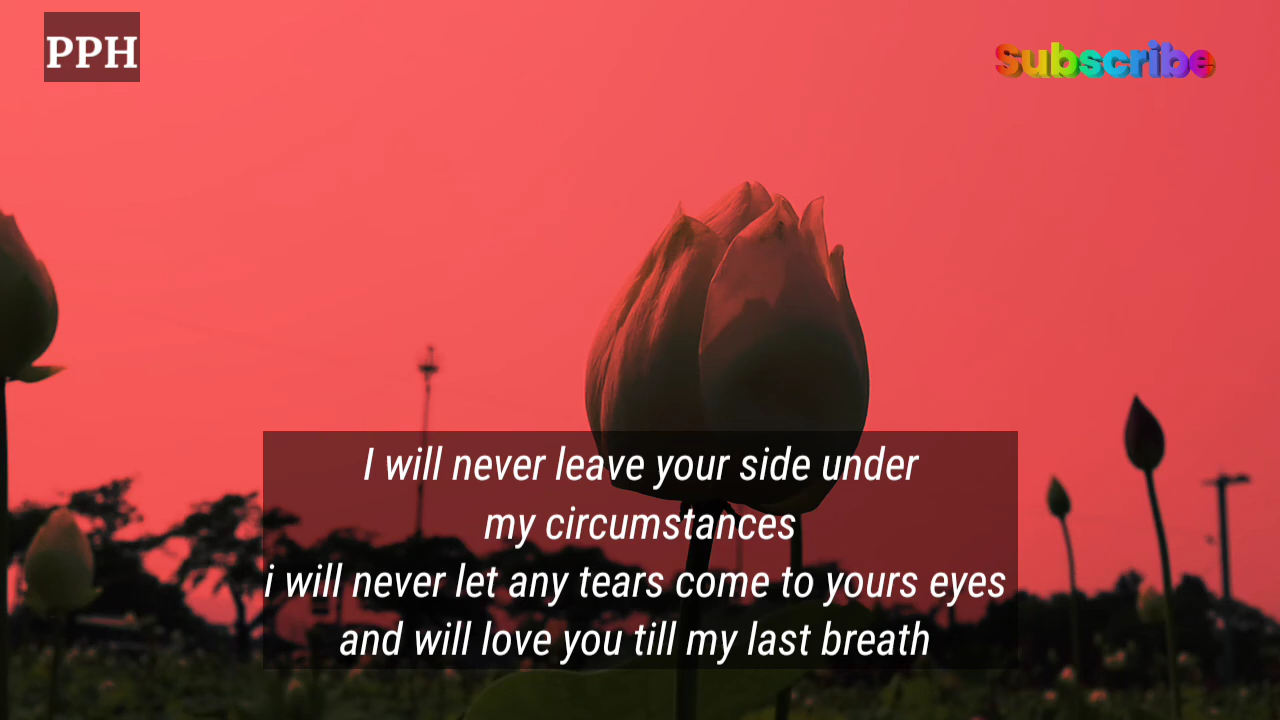 PPH
Subscribe
I will never leave your side under
my circumstances
i will never let any tears come to yours eyes
and will love you till my last breath